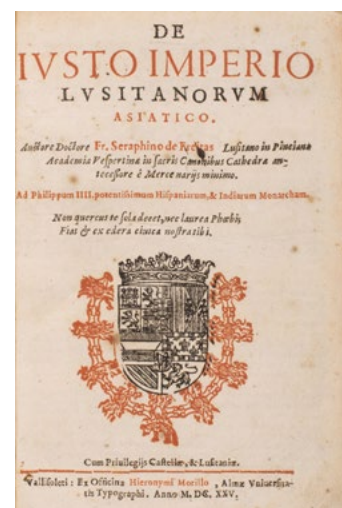 DE
IVSTO IMPERIO
LVSITANORVM
ASIATICO.
Auctore Doctore Fr. Seraphino de Freitas Lusitano in Pinciana
Academia Vespertinæ in sacris Canonibus Cathedræ an-
tecessore è Mercenarijs minimo.
Ad Philippum IIII. potentissimum Hispaniarum, & Indiarum Monarcham.
Non quercus te sola decet, nec laurea Phœbi,
Fiat & ex edera ciuica nostra tibi.
Cum Priuilegijs Castellæ, & Lusitaniæ.
Vallisoleti: Ex Officina Hieronymi Morillo, Almæ Vniuersita-
tis Typographi. Anno M. DC. XXV.